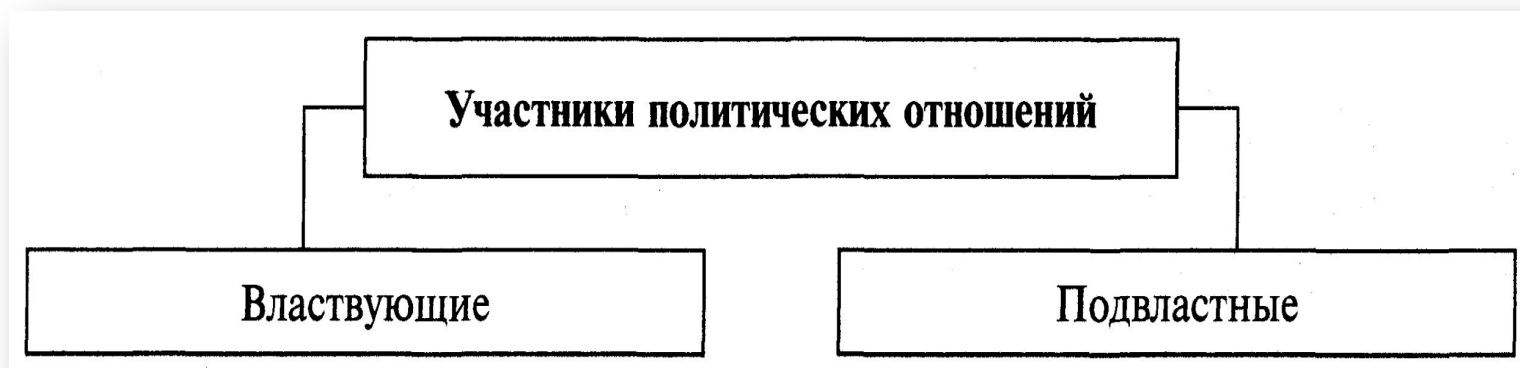 Участники политических отношений
Властвующие
Подвластные